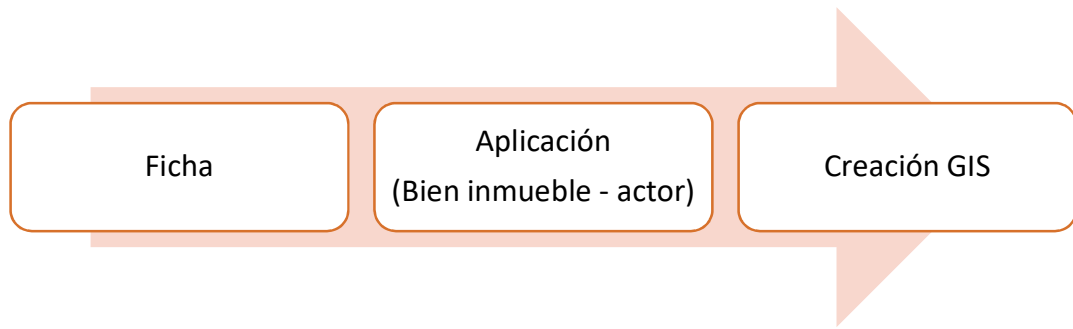 Ficha
Aplicación
(Bien inmueble - actor)
Creación GIS